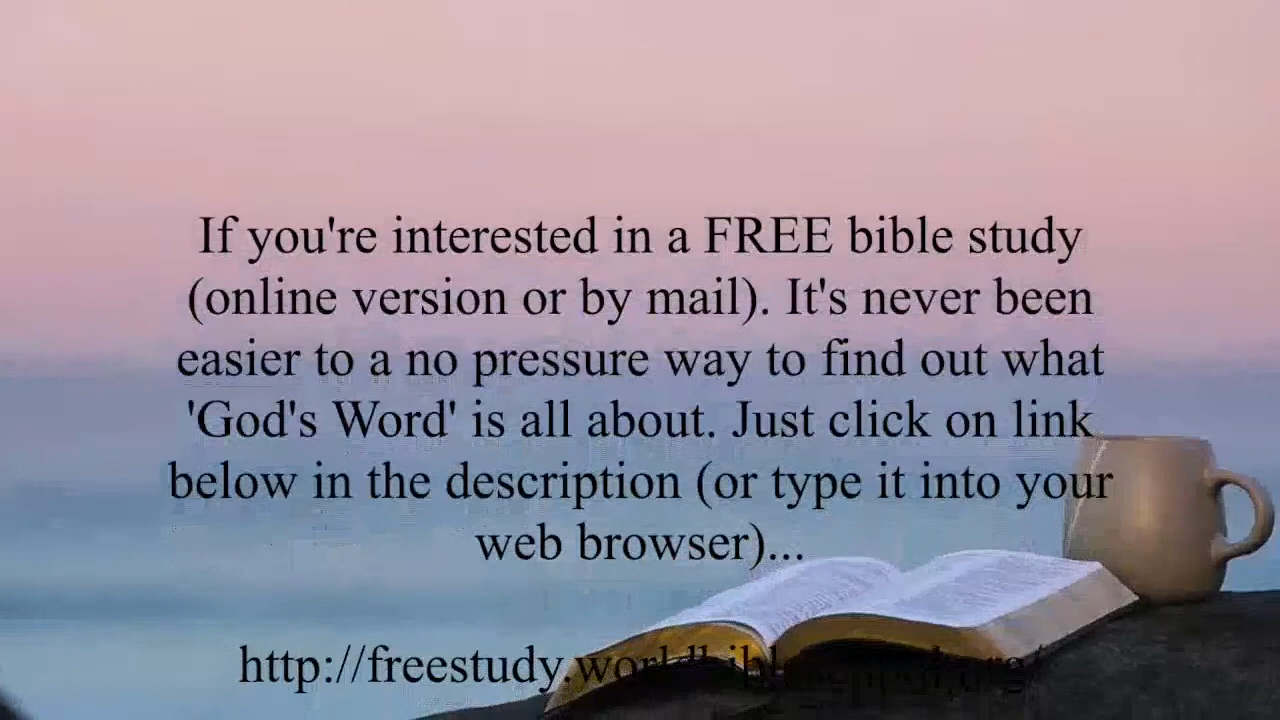 If you're interested in a FREE bible study
(online version or by mail). It's never been
easier to a no pressure way to find out what
'God's Word' is all about. Just click on link
below in the description (or type it into your
web browser)...